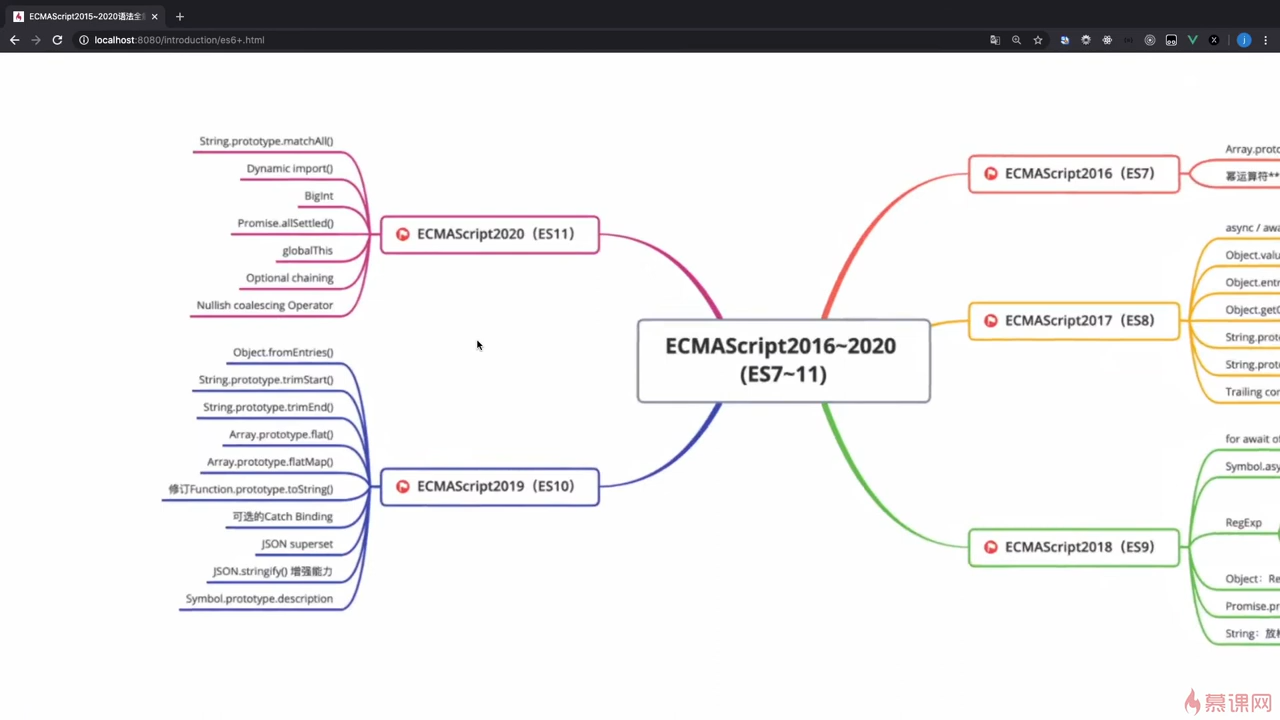 ECMAScript2015~2020语法全
localhost:8080/introduction/es6+.html
String.prototype.matchAll()
Dynamic import()
BigInt
Promise.allSettled()
globalThis
Optional chaining
Nullish coalescing Operator
ECMAScript2020（ES11）
Object.fromEntries()
String.prototype.trimStart()
String.prototype.trimEnd()
Array.prototype.flat()
Array.prototype.flatMap()
修订Function.prototype.toString()
可选的Catch Binding
JSON superset
JSON.stringify() 增强能力
Symbol.prototype.description
ECMAScript2019（ES10）
ECMAScript2016~2020
(ES7~11)
ECMAScript2016（ES7）
Array.proto
幂运算符**
ECMAScript2017（ES8）
async / awa
Object.valu
Object.entr
Object.getO
String.proto
String.proto
Trailing cor
ECMAScript2018（ES9）
for await of
Symbol.asy
RegExp
Object：Re
Promise.pr
String：放
慕课网